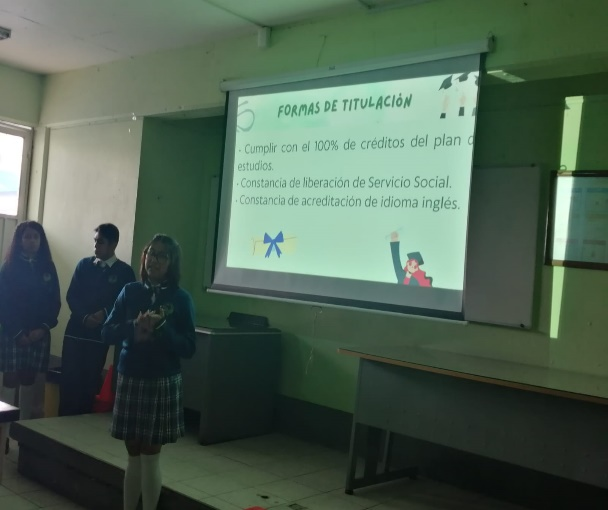 FORMAS DE TITULACIÓN
• Cumplir con el 100% de créditos del plan
estudios.
• Constancia de liberación de Servicio Social.
• Constancia de acreditación de idioma inglés.